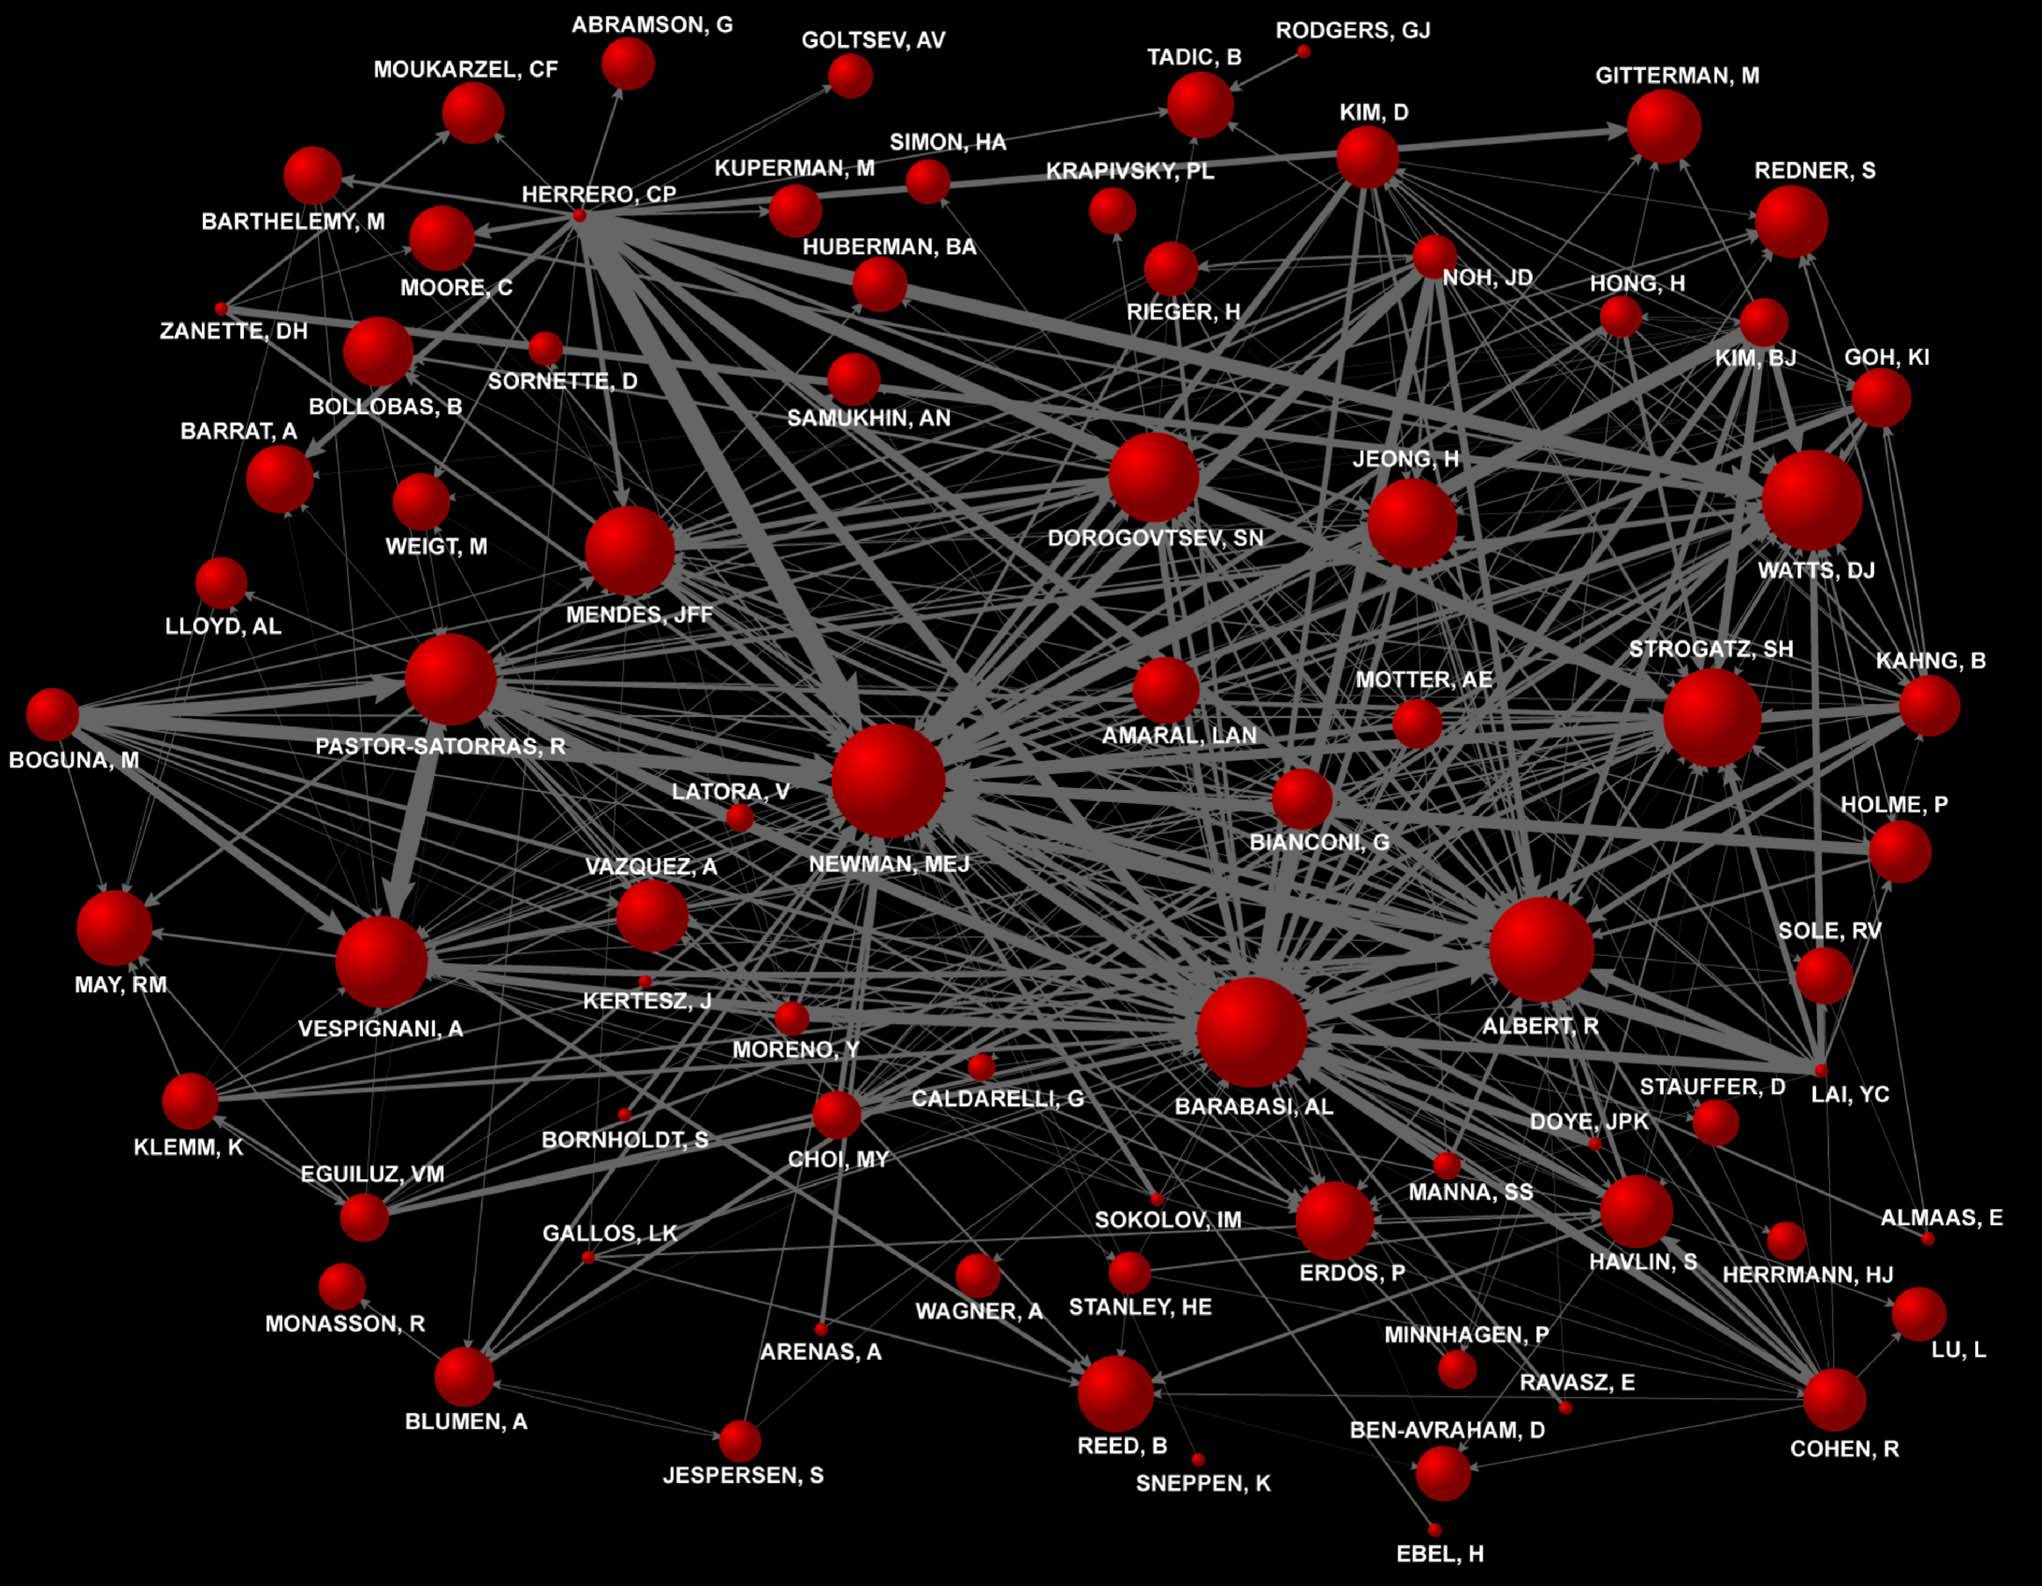 ABRAMSON, G
RODGERS, GJ
GOLTSEV, AV
TADIC, B
MOUKARZEL, CF
GITTERMAN, M
KIM, D
SIMON, HA
KUPERMAN, M
KRAPIVSKY, PL
REDNER, S
HERRERO, CP
BARTHELEMY, M
HUBERMAN, BA
NOH, JD
HONG, H
MOORE, C
RIEGER, H
ZANETTE, DH
KIM, BJ
GOH, KI
SORNETTE, D
BOLLOBAS, B
SAMUKHIN, AN
BARRAT, A
JEONG, H
DOROGOVTSEV, SN
WEIGT, M
WATTS, DJ
MENDES, JFF
LLOYD, AL
STROGATZ, SH
KAHNG, B
MOTTER, AE
AMARAL, LAN
PASTOR-SATORRAS, R
BOGUNA, M
LATORA, V
HOLME, P
BIANCONI, G
NEWMAN, MEJ
VAZQUEZ, A
SOLE, RV
MAY, RM
KERTESZ, J
VESPIGNANI, A
ALBERT, R
MORENO, Y
STAUFFER, D
LAI, YC
CALDARELLI, G
BARABASI, AL
DOYE, JPK
KLEMM, K
BORNHOLDT, S
CHOI, MY
EGUILUZ, VM
MANNA, SS
SOKOLOV, IM
ALMAAS, E
GALLOS, LK
HAVLIN, S
ERDOS, P
HERRMANN, HJ
WAGNER, A
STANLEY, HE
MONASSON, R
MINNHAGEN, P
LU, L
ARENAS, A
RAVASZ, E
BLUMEN, A
BEN-AVRAHAM, D
REED, B
COHEN, R
JESPERSEN, S
SNEPPEN, K
EBEL, H